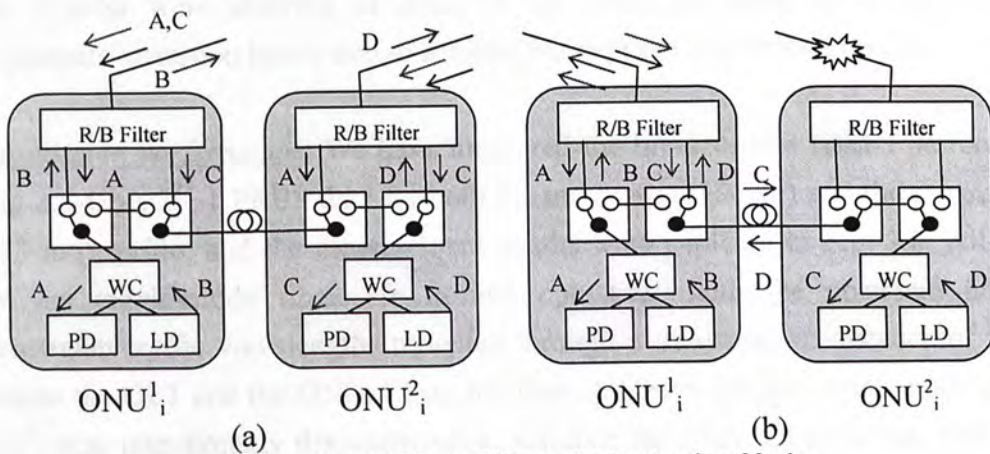 A,C
B
D
R/B Filter
R/B Filter
R/B Filter
R/B Filter
B A C A D C A B C D C
A WC B C WC D A WC B D C WC D
PD LD PD LD PD LD PD LD
ONU¹ᵢ ONU²ᵢ ONU¹ᵢ ONU²ᵢ
(a) (b)